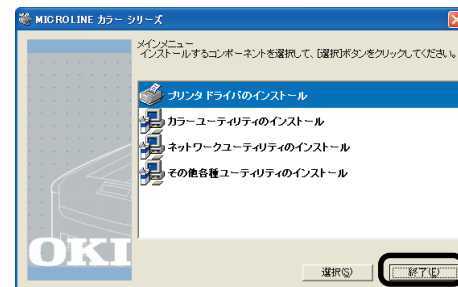 MICROLINE カラー シリーズ
メインメニュー
インストールするコンポーネントを選択して、[選択]ボタンをクリックしてください。
プリンタドライバのインストール
カラーユーティリティのインストール
ネットワークユーティリティのインストール
その他各種ユーティリティのインストール
OKI
選択(S)
終了(E)